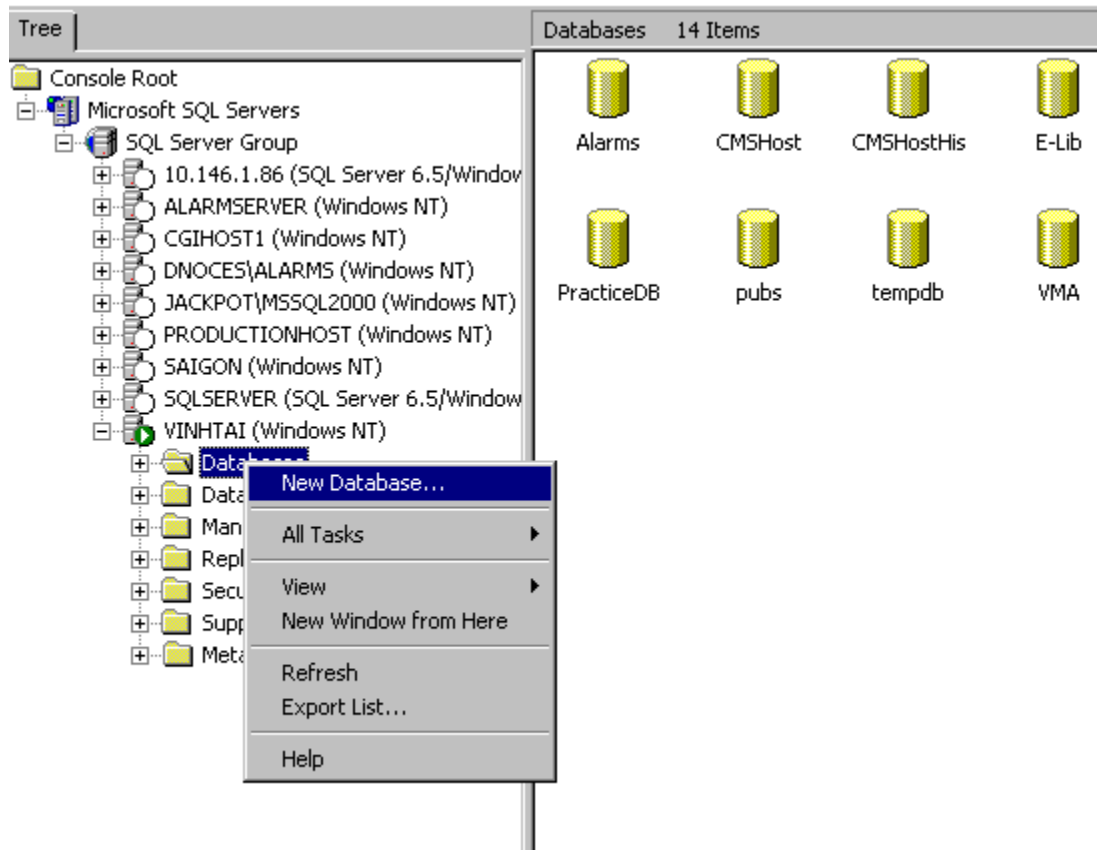 Tree
Databases 14 Items
Console Root
Microsoft SQL Servers
SQL Server Group
10.146.1.86 (SQL Server 6.5/Window
ALARMSERVER (Windows NT)
CGIHOST1 (Windows NT)
DNOCES\ALARMS (Windows NT)
JACKPOT\MSSQL2000 (Windows NT)
PRODUCTIONHOST (Windows NT)
SAIGON (Windows NT)
SQLSERVER (SQL Server 6.5/Window
VINHTAI (Windows NT)
Data
Man
Repl
Secu
Supp
Meta
New Database...
All Tasks
View
New Window from Here
Refresh
Export List...
Help
Alarms CMSHost CMSHostHis E-Lib
PracticeDB pubs tempdb VMA